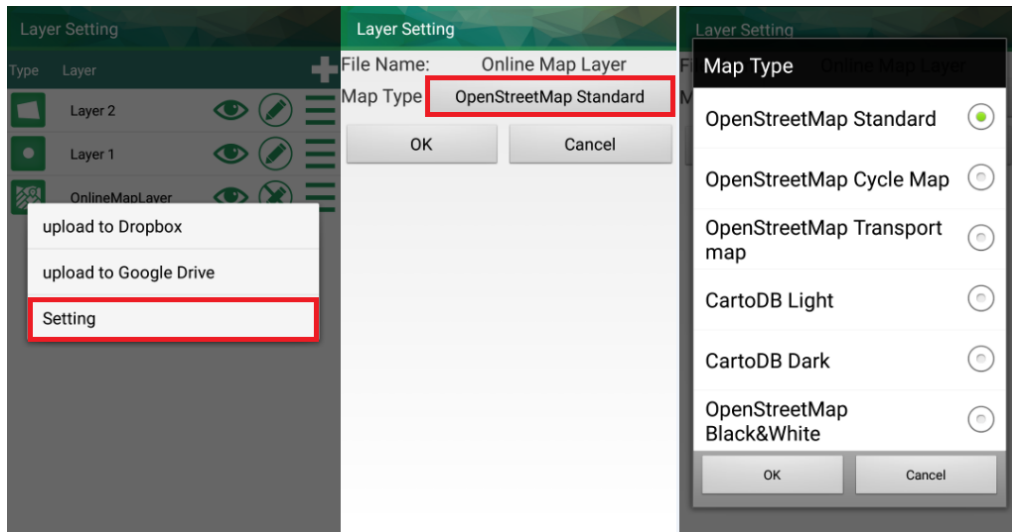 Layer Setting
Type Layer
Layer 2
Layer 1
OnlineMapLayer
upload to Dropbox
upload to Google Drive
Setting
Layer Setting
File Name: Online Map Layer
Map Type OpenStreetMap Standard
OK Cancel
Layer Setting
Online Map Layer
Map Type
OpenStreetMap Standard
OpenStreetMap Cycle Map
OpenStreetMap Transport
map
CartoDB Light
CartoDB Dark
OpenStreetMap
Black&White
OK Cancel